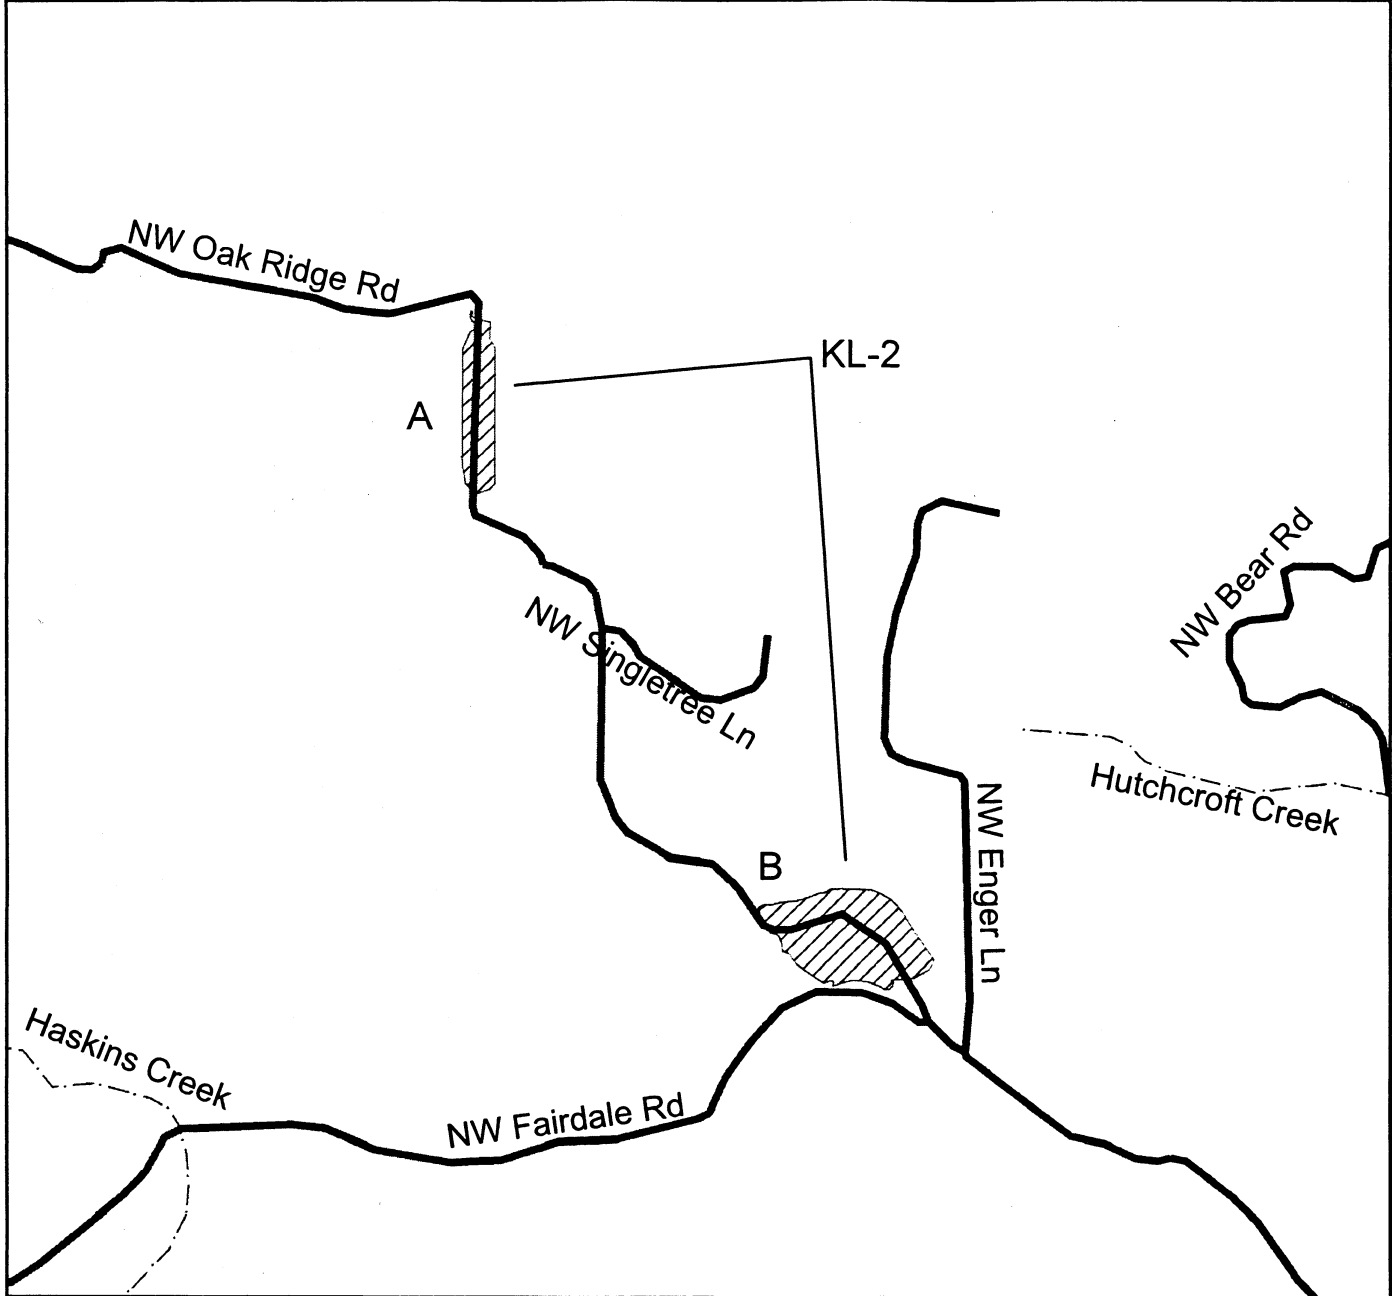 NW Oak Ridge Rd
KL-2
A
NW Bear Rd
NW Singletree Ln
Hutchcroft Creek
NW Enger Ln
B
Haskins Creek
NW Fairdale Rd